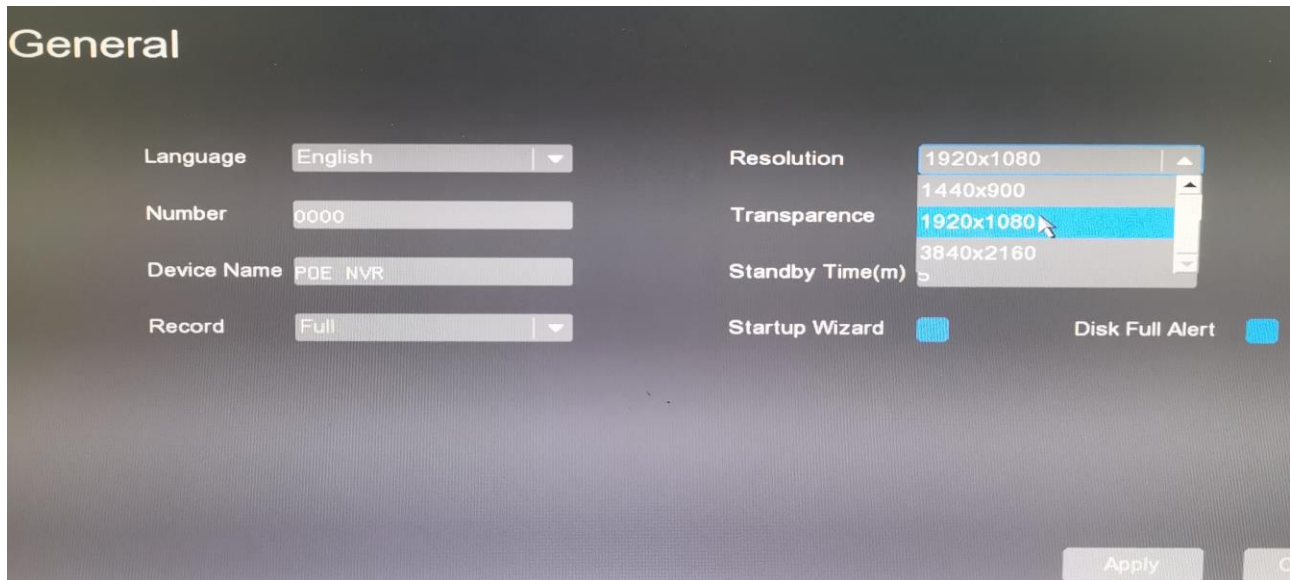 General
Language English
Resolution 1920x1080
1440x900
Number 0000
Transparence 1920x1080
3840x2160
Device Name POE NVR
Standby Time(m)
Record Full
Startup Wizard Disk Full Alert
Apply